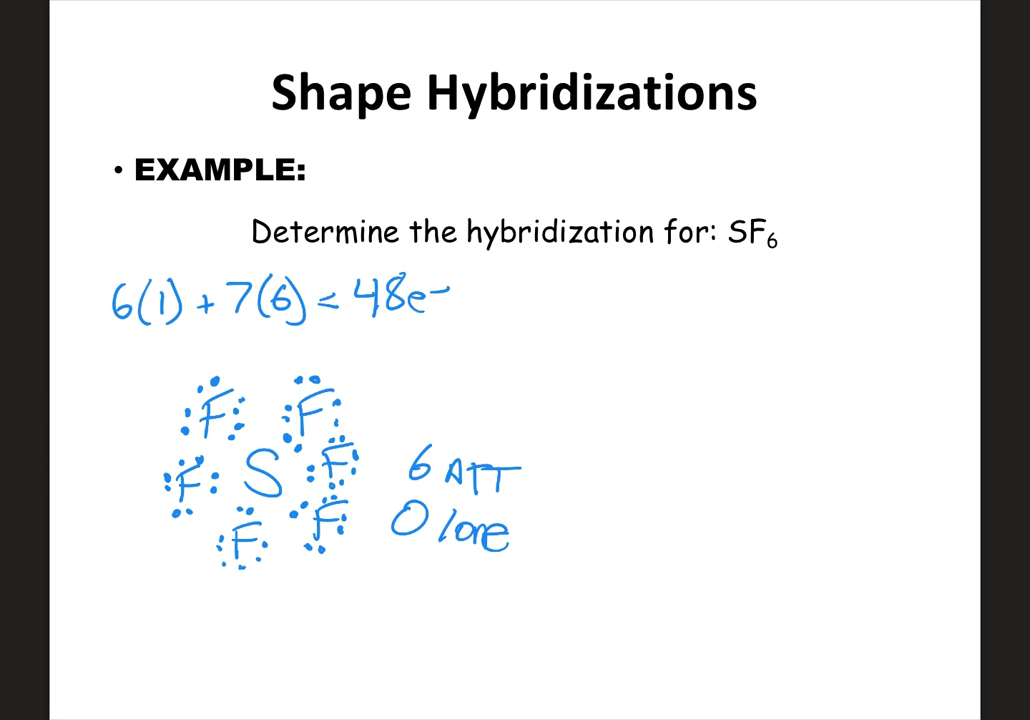 Shape Hybridizations
• EXAMPLE:
Determine the hybridization for: SF₆
6(1) + 7(6) = 48e⁻
F F
F S F
F F
6 ATT
0 lone